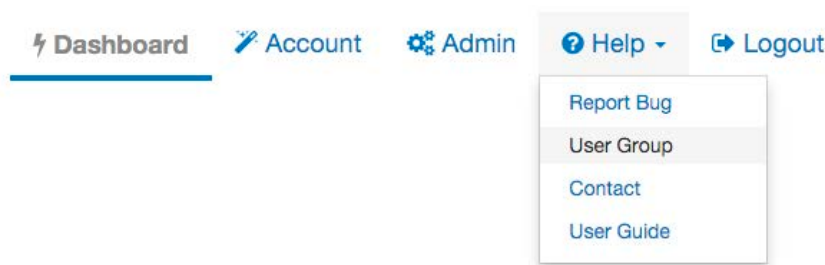 Dashboard Account Admin Help Logout
Report Bug
User Group
Contact
User Guide